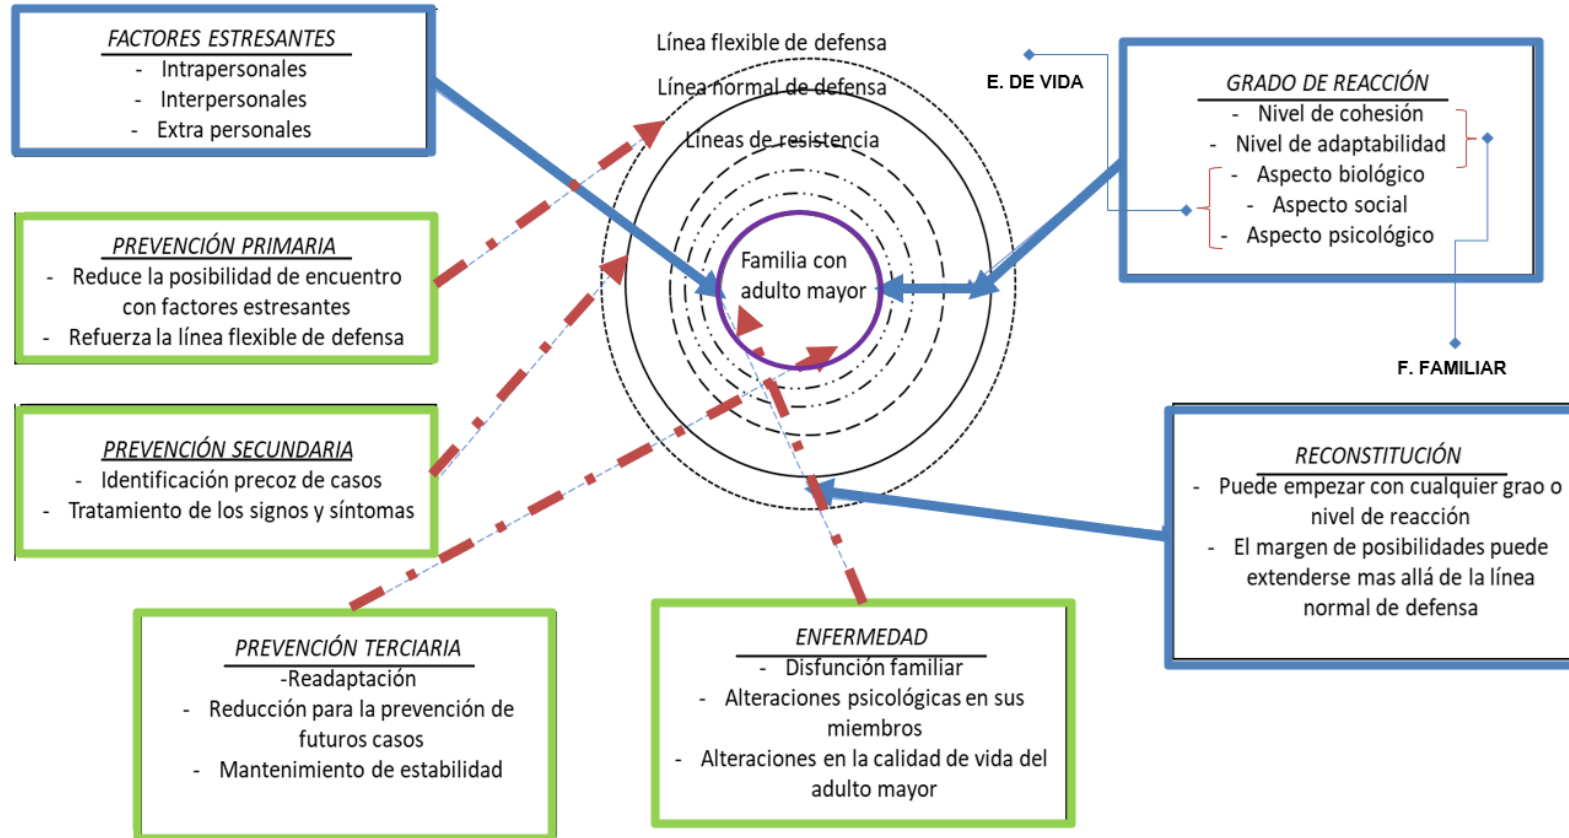 FACTORES ESTRESANTES
- Intrapersonales
- Interpersonales
- Extra personales
Línea flexible de defensa
Línea normal de defensa
Líneas de resistencia
Familia con
adulto mayor
E. DE VIDA
GRADO DE REACCIÓN
- Nivel de cohesión
- Nivel de adaptabilidad
- Aspecto biológico
- Aspecto social
- Aspecto psicológico
F. FAMILIAR
PREVENCIÓN PRIMARIA
- Reduce la posibilidad de encuentro
con factores estresantes
- Refuerza la línea flexible de defensa
PREVENCIÓN SECUNDARIA
- Identificación precoz de casos
- Tratamiento de los signos y síntomas
RECONSTITUCIÓN
- Puede empezar con cualquier grao o
nivel de reacción
- El margen de posibilidades puede
extenderse mas allá de la línea
normal de defensa
PREVENCIÓN TERCIARIA
-Readaptación
- Reducción para la prevención de
futuros casos
- Mantenimiento de estabilidad
ENFERMEDAD
- Disfunción familiar
- Alteraciones psicológicas en sus
miembros
- Alteraciones en la calidad de vida del
adulto mayor